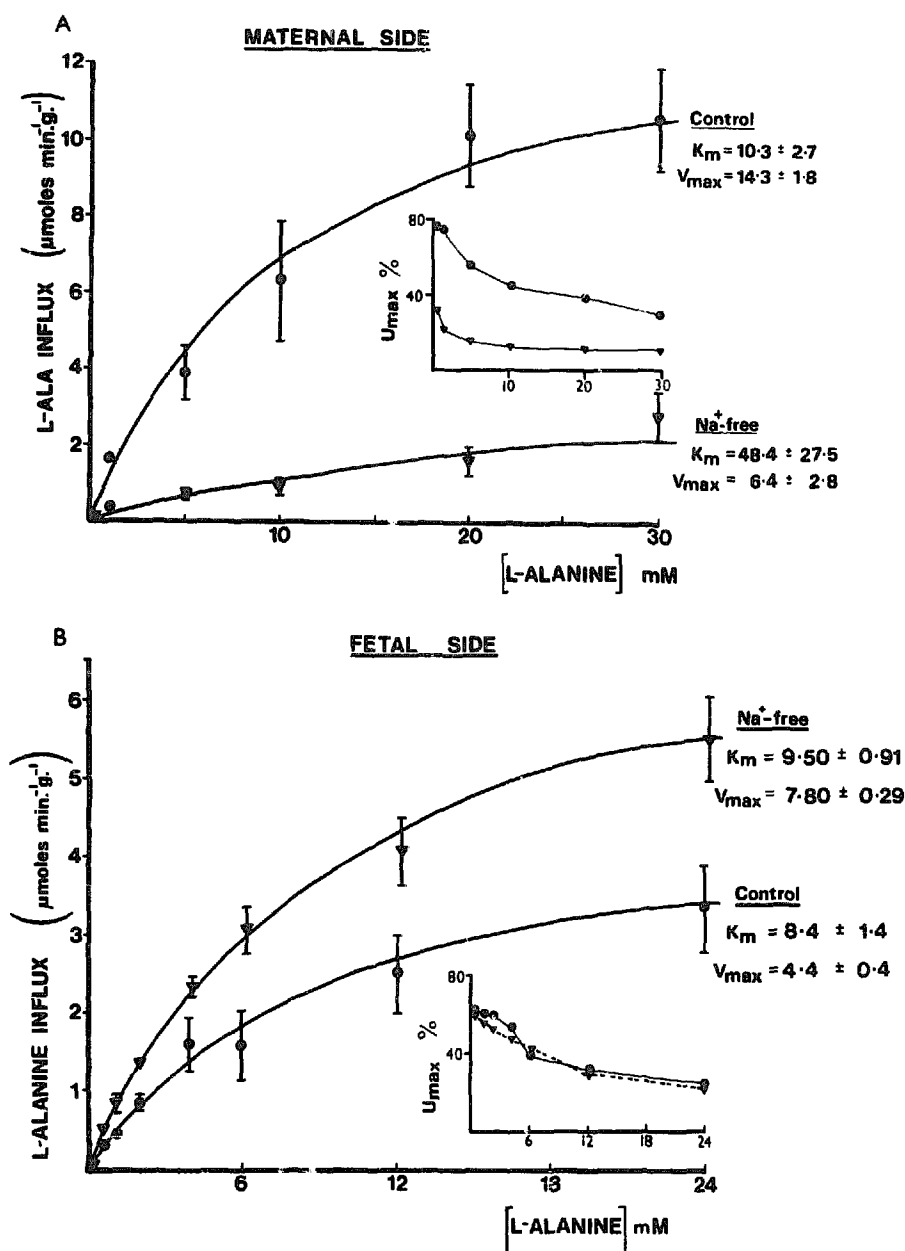 A
MATERNAL SIDE
12
10
8
6
4
2
L-ALA INFLUX (μmoles min.⁻¹g.⁻¹)
Control
Km = 10·3 ± 2·7
Vmax = 14·3 ± 1·8
80
40
Umax %
10 20 30
Na⁺-free
Km = 48·4 ± 27·5
Vmax = 6·4 ± 2·8
10 20 30
[L-ALANINE] mM
B
FETAL SIDE
6
5
4
3
2
1
L-ALANINE INFLUX (μmoles min.⁻¹g.⁻¹)
Na⁺-free
Km = 9·50 ± 0·91
Vmax = 7·80 ± 0·29
Control
Km = 8·4 ± 1·4
Vmax = 4·4 ± 0·4
80
40
Umax %
6 12 18 24
6 12 13 24
[L-ALANINE] mM